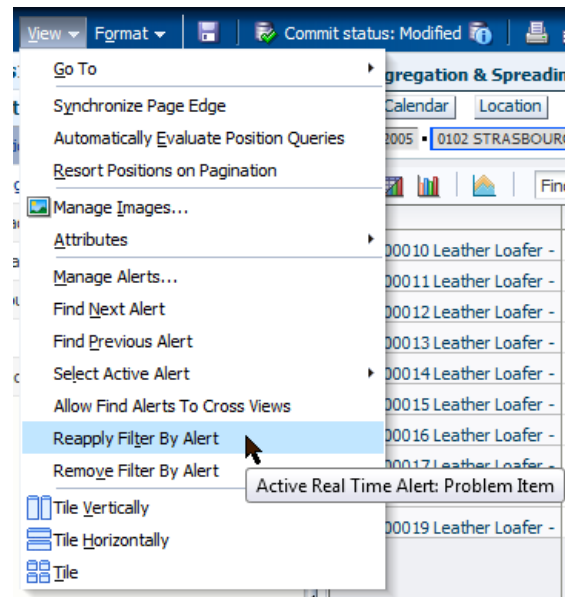 View Format Commit status: Modified
Go To
gregation & Spreadin
Synchronize Page Edge
Calendar Location
Automatically Evaluate Position Queries
2005 0102 STRASBOUR
Resort Positions on Pagination
Manage Images...
Fin
Attributes
00010 Leather Loafer -
Manage Alerts...
00011 Leather Loafer -
Find Next Alert
00012 Leather Loafer -
Find Previous Alert
00013 Leather Loafer -
Select Active Alert
00014 Leather Loafer -
Allow Find Alerts To Cross Views
00015 Leather Loafer -
Reapply Filter By Alert
00016 Leather Loafer -
Remove Filter By Alert
00017 Leather Loafer -
Active Real Time Alert: Problem Item
Tile Vertically
00019 Leather Loafer -
Tile Horizontally
Tile